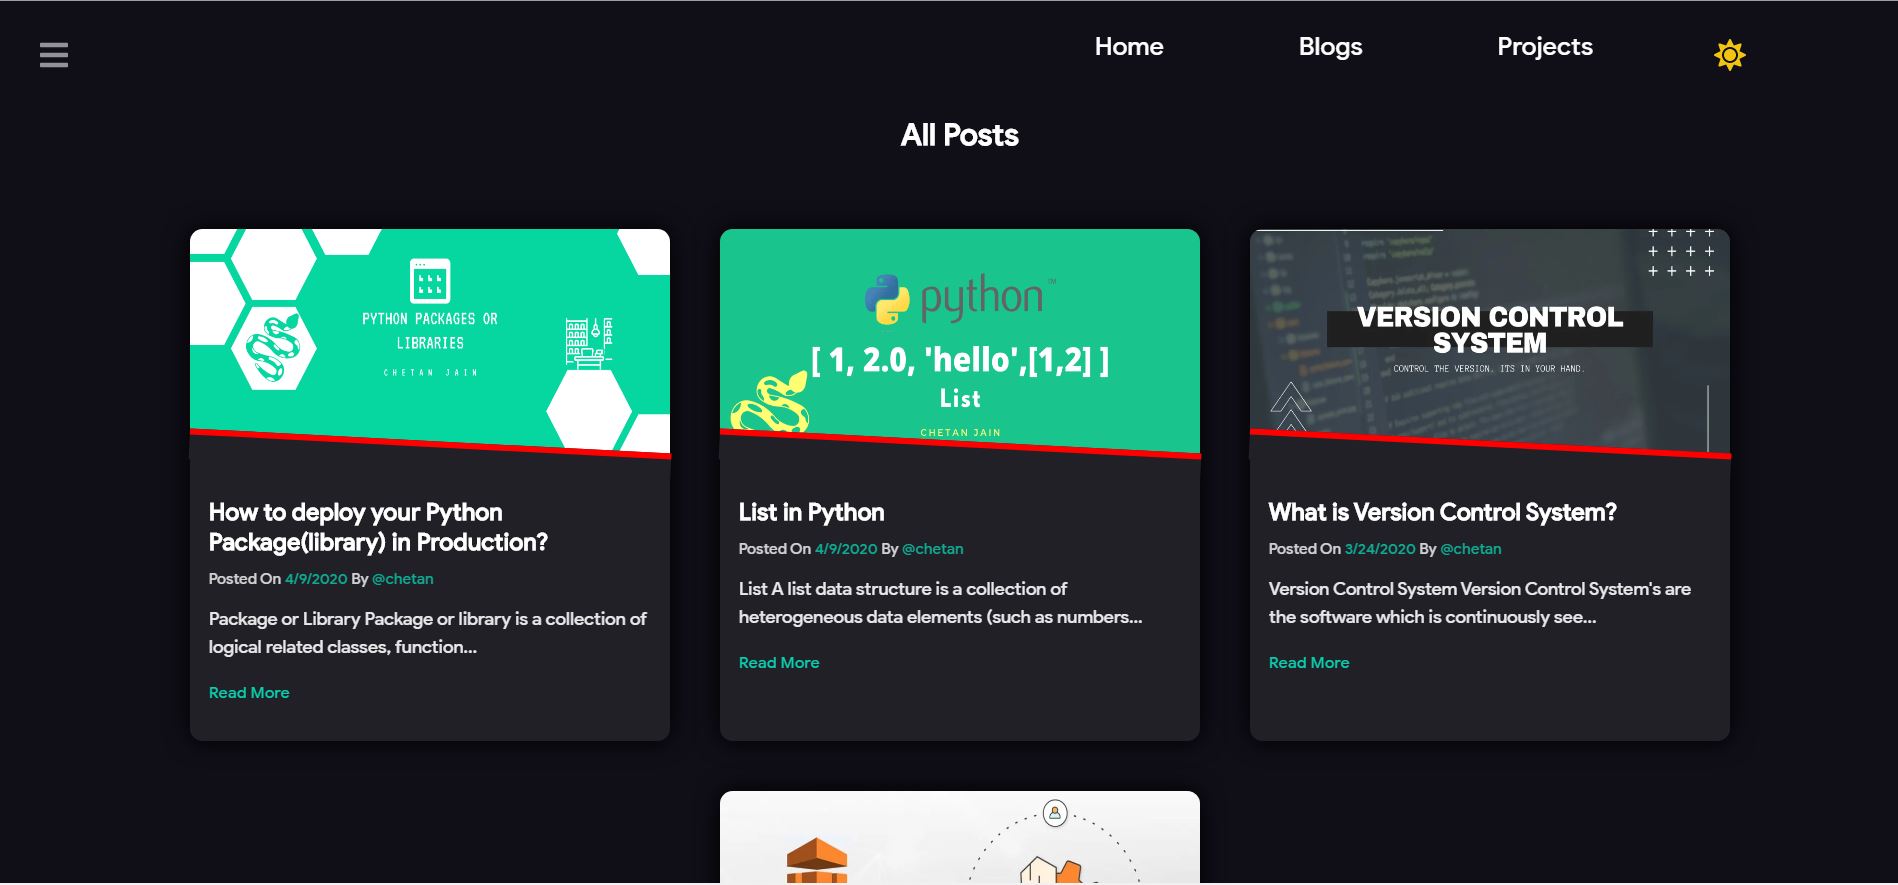 Home Blogs Projects
All Posts
PYTHON PACKAGES OR
LIBRARIES
CHETAN JAIN
python™
[ 1, 2.0, 'hello',[1,2] ]
List
CHETAN JAIN
VERSION CONTROL
SYSTEM
CONTROL THE VERSION. ITS IN YOUR HAND.
How to deploy your Python
Package(library) in Production?
Posted On 4/9/2020 By @chetan
Package or Library Package or library is a collection of
logical related classes, function...
Read More
List in Python
Posted On 4/9/2020 By @chetan
List A list data structure is a collection of
heterogeneous data elements (such as numbers...
Read More
What is Version Control System?
Posted On 3/24/2020 By @chetan
Version Control System Version Control System's are
the software which is continuously see...
Read More